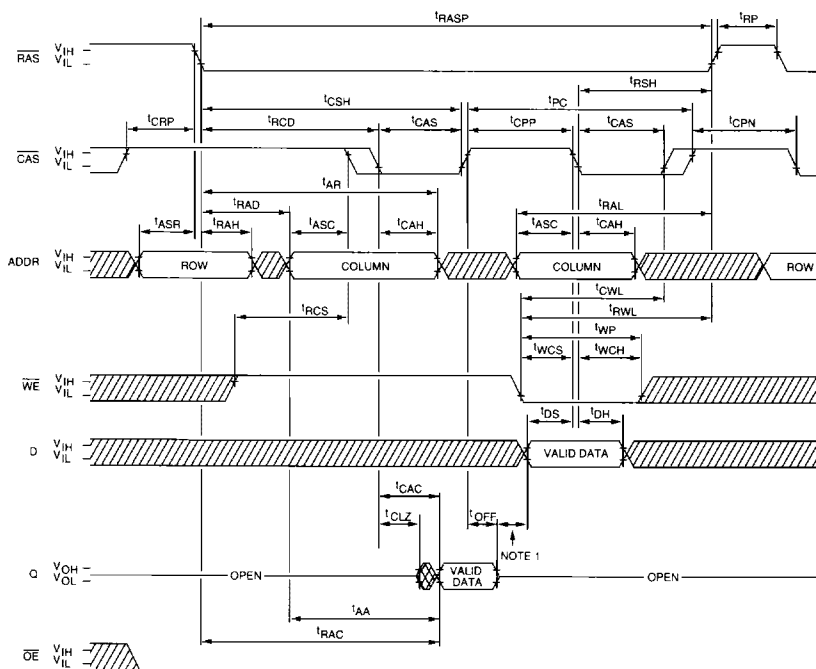 tRASP
tRP
RAS
VIH
VIL
tRSH
tCSH
tPC
tCRP
tRCD
tCAS
tCPP
tCAS
tCPN
CAS
VIH
VIL
tAR
tRAD
tRAL
tASR
tRAH
tASC
tCAH
tASC
tCAH
ADDR
VIH
VIL
ROW
COLUMN
COLUMN
ROW
tCWL
tRCS
tRWL
tWP
tWCS
tWCH
WE
VIH
VIL
tDS
tDH
D
VIH
VIL
VALID DATA
tCAC
tCLZ
tOFF
NOTE 1
Q
VOH
VOL
OPEN
VALID
DATA
OPEN
tAA
tRAC
OE
VIH
VIL